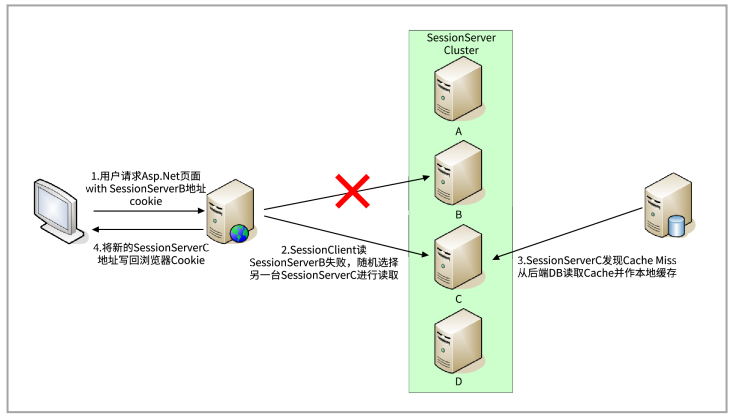 SessionServer
Cluster
A
1.用户请求Asp.Net页面
with SessionServerB地址
cookie
B
4.将新的SessionServerC
地址写回浏览器Cookie
2.SessionClient读
SessionServerB失败，随机选择
另一台SessionServerC进行读取
3.SessionServerC发现Cache Miss
从后端DB读取Cache并作本地缓存
C
D